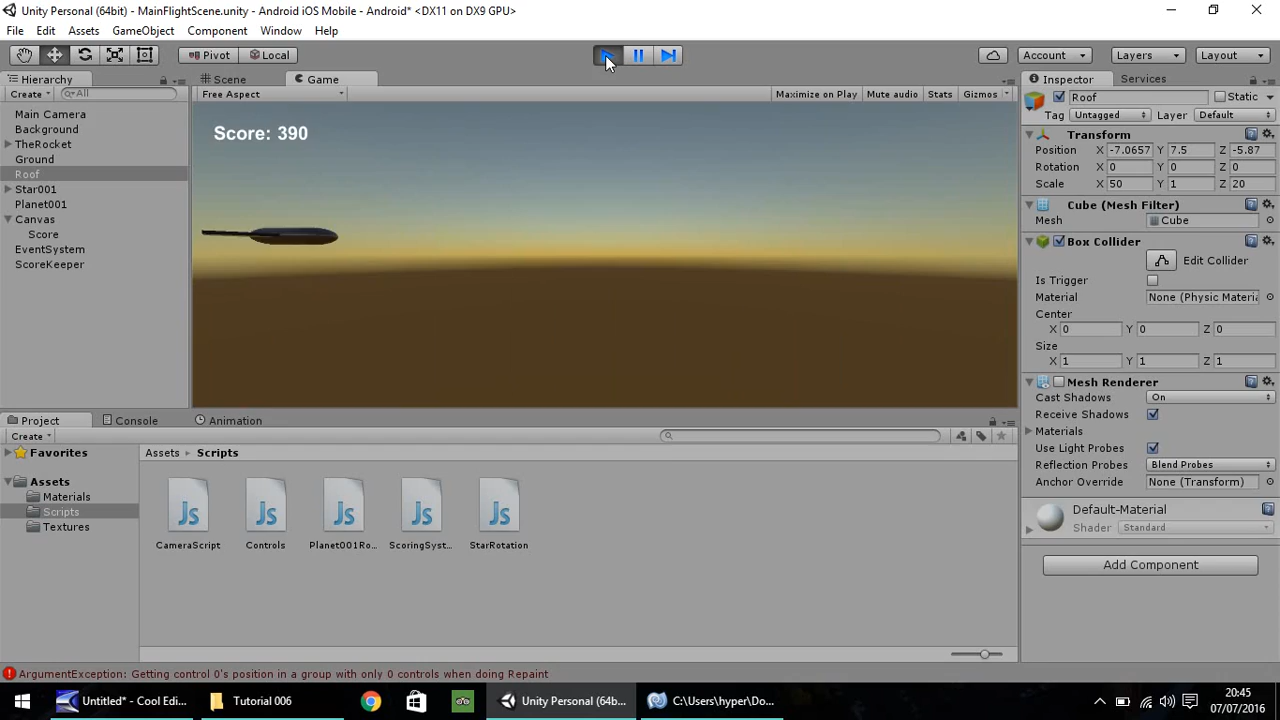 Unity Personal (64bit) - MainFlightScene.unity - Android iOS Mobile - Android* <DX11 on DX9 GPU>
File Edit Assets GameObject Component Window Help
Pivot Local Account Layers Layout
Hierarchy Scene Game Inspector Services
Create All Free Aspect Maximize on Play Mute audio Stats Gizmos Roof Static
Tag Untagged Layer Default
Main Camera
Background
TheRocket
Ground
Roof
Star001
Planet001
Canvas
Score
EventSystem
ScoreKeeper
Score: 390
Transform
Position X -7.0657 Y 7.5 Z -5.87
Rotation X 0 Y 0 Z 0
Scale X 50 Y 1 Z 20
Cube (Mesh Filter)
Mesh Cube
Box Collider
Edit Collider
Is Trigger
Material None (Physic Materia
Center
X 0 Y 0 Z 0
Size
X 1 Y 1 Z 1
Mesh Renderer
Cast Shadows On
Receive Shadows
Materials
Use Light Probes
Reflection Probes Blend Probes
Anchor Override None (Transform)
Default-Material
Shader Standard
Add Component
Project Console Animation
Create
Favorites
Assets
Materials
Scripts
Textures
Assets Scripts
Js Js Js Js Js
CameraScript Controls Planet001Ro... ScoringSyst... StarRotation
ArgumentException: Getting control 0's position in a group with only 0 controls when doing Repaint
Untitled* - Cool Edi... Tutorial 006 Unity Personal (64b... C:\Users\hyper\Do... 20:45
07/07/2016